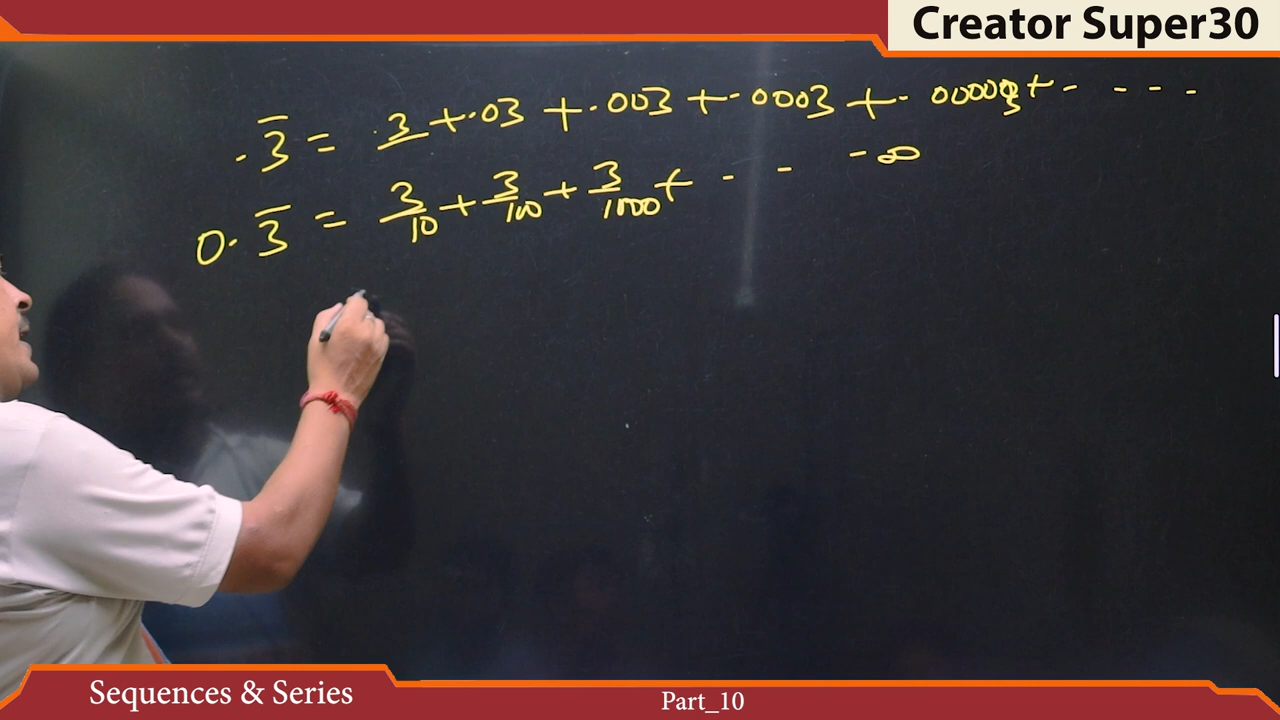 Creator Super30
.3̅ = .3 + .03 + .003 + .0003 + .00003 + - - - -
0.3̅ = 3/10 + 3/100 + 3/1000 + - - - ∞
Sequences & Series
Part_10